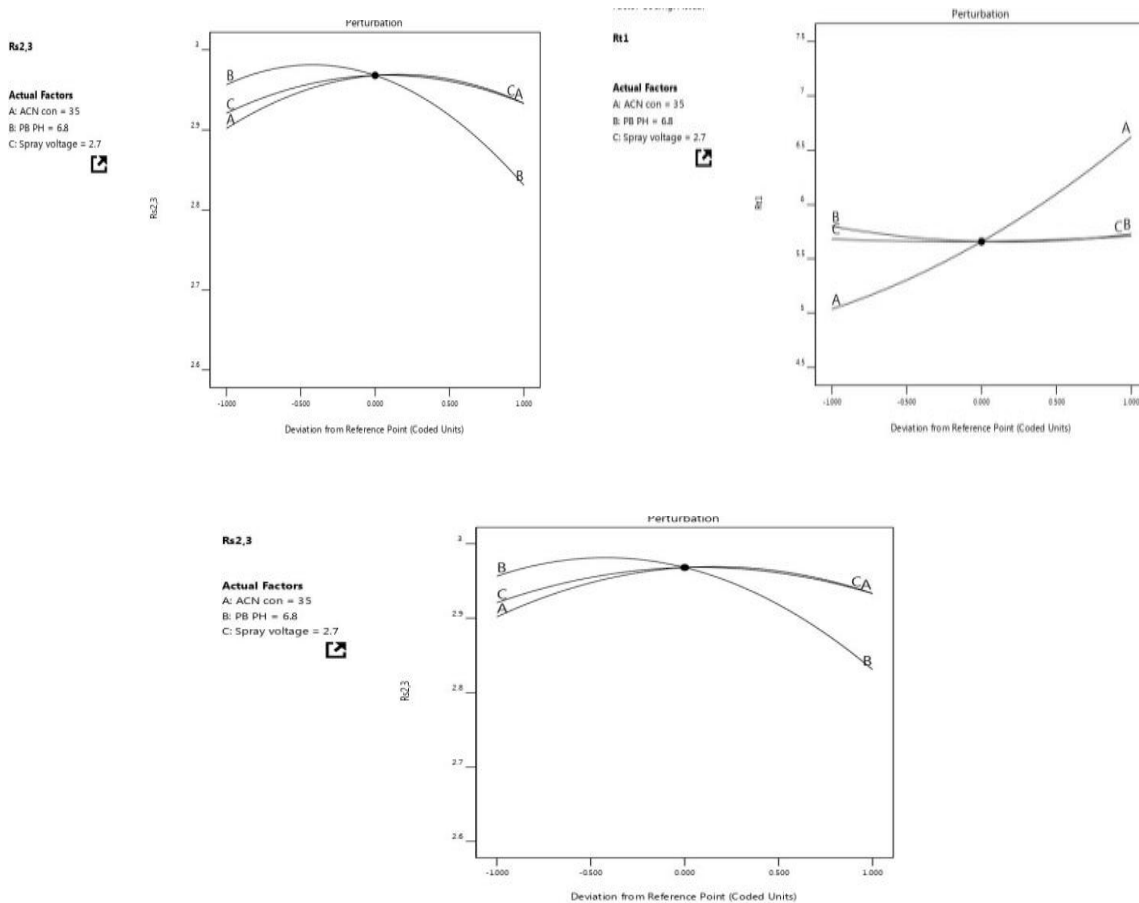 Perturbation
Rs2,3
Actual Factors
A: ACN con = 35
B: PB PH = 6.8
C: Spray voltage = 2.7
Rs2,3
3
2.9
2.8
2.7
2.6
B
C
A
CA
B
-1.000
-0.500
0.000
0.500
1.000
Deviation from Reference Point (Coded Units)
Perturbation
Rt1
Actual Factors
A: ACN con = 35
B: PB PH = 6.8
C: Spray voltage = 2.7
Rt1
7.5
7
6.5
6
5.5
5
4.5
B
C
A
A
CB
-1.000
-0.500
0.000
0.500
1.000
Deviation from Reference Point (Coded Units)
Perturbation
Rs2,3
Actual Factors
A: ACN con = 35
B: PB PH = 6.8
C: Spray voltage = 2.7
Rs2,3
3
2.9
2.8
2.7
2.6
B
C
A
CA
B
-1.000
-0.500
0.000
0.500
1.000
Deviation from Reference Point (Coded Units)